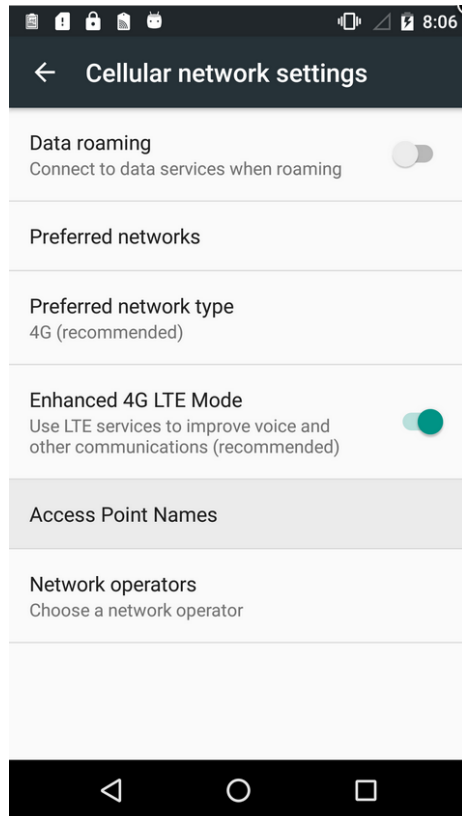 8:06
Cellular network settings
Data roaming
Connect to data services when roaming
Preferred networks
Preferred network type
4G (recommended)
Enhanced 4G LTE Mode
Use LTE services to improve voice and
other communications (recommended)
Access Point Names
Network operators
Choose a network operator